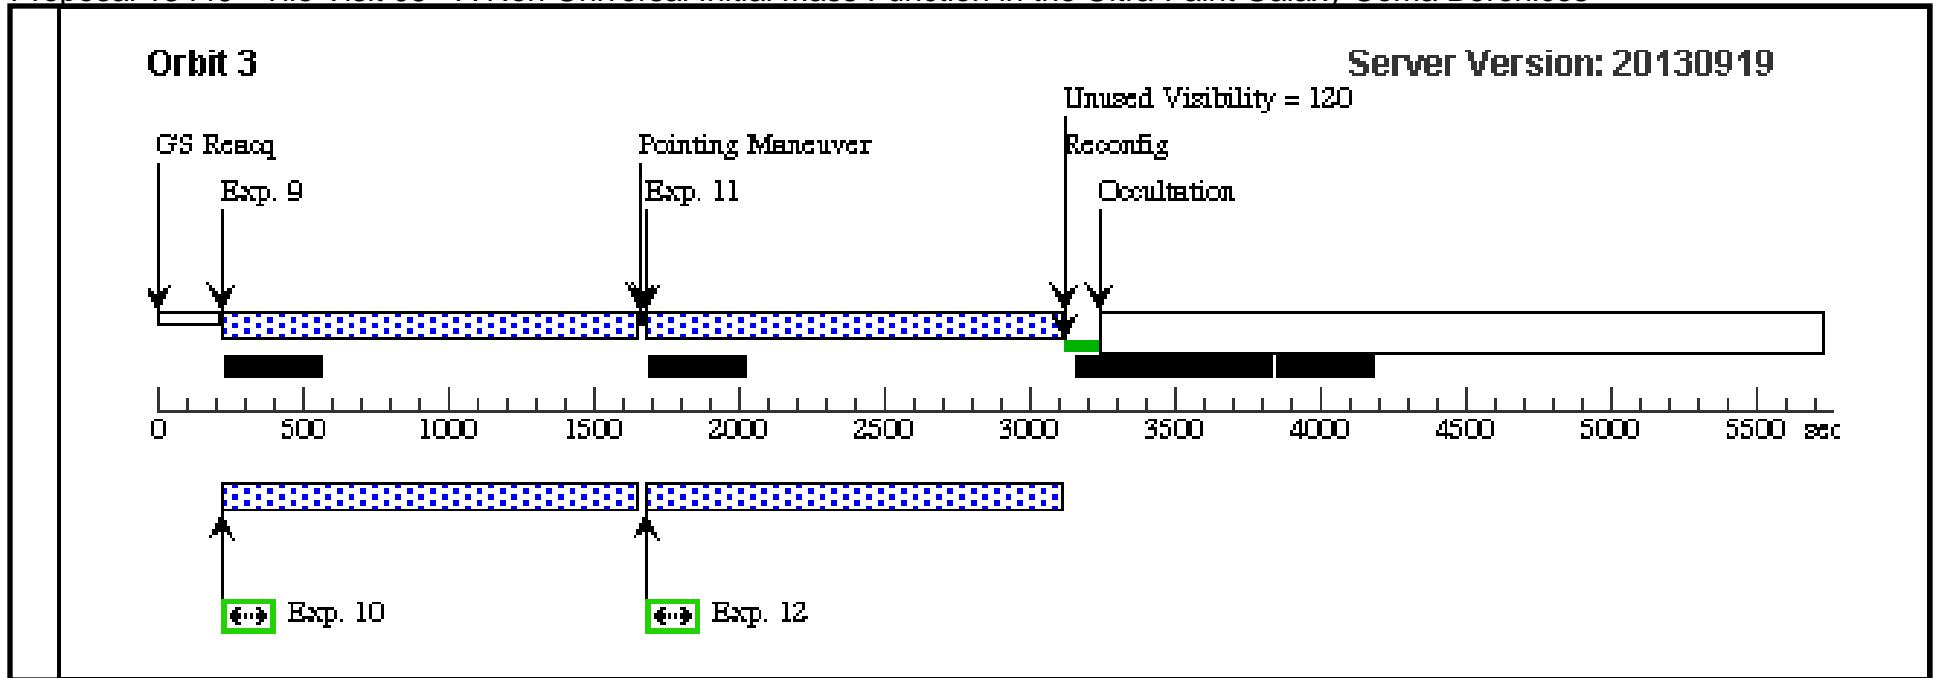 Orbit 3
Server Version: 20130919
Unused Visibility = 120
GS Reacq
Pointing Maneuver
Reconfig
Exp. 9
Exp. 11
Occultation
0 500 1000 1500 2000 2500 3000 3500 4000 4500 5000 5500 sec
Exp. 10
Exp. 12